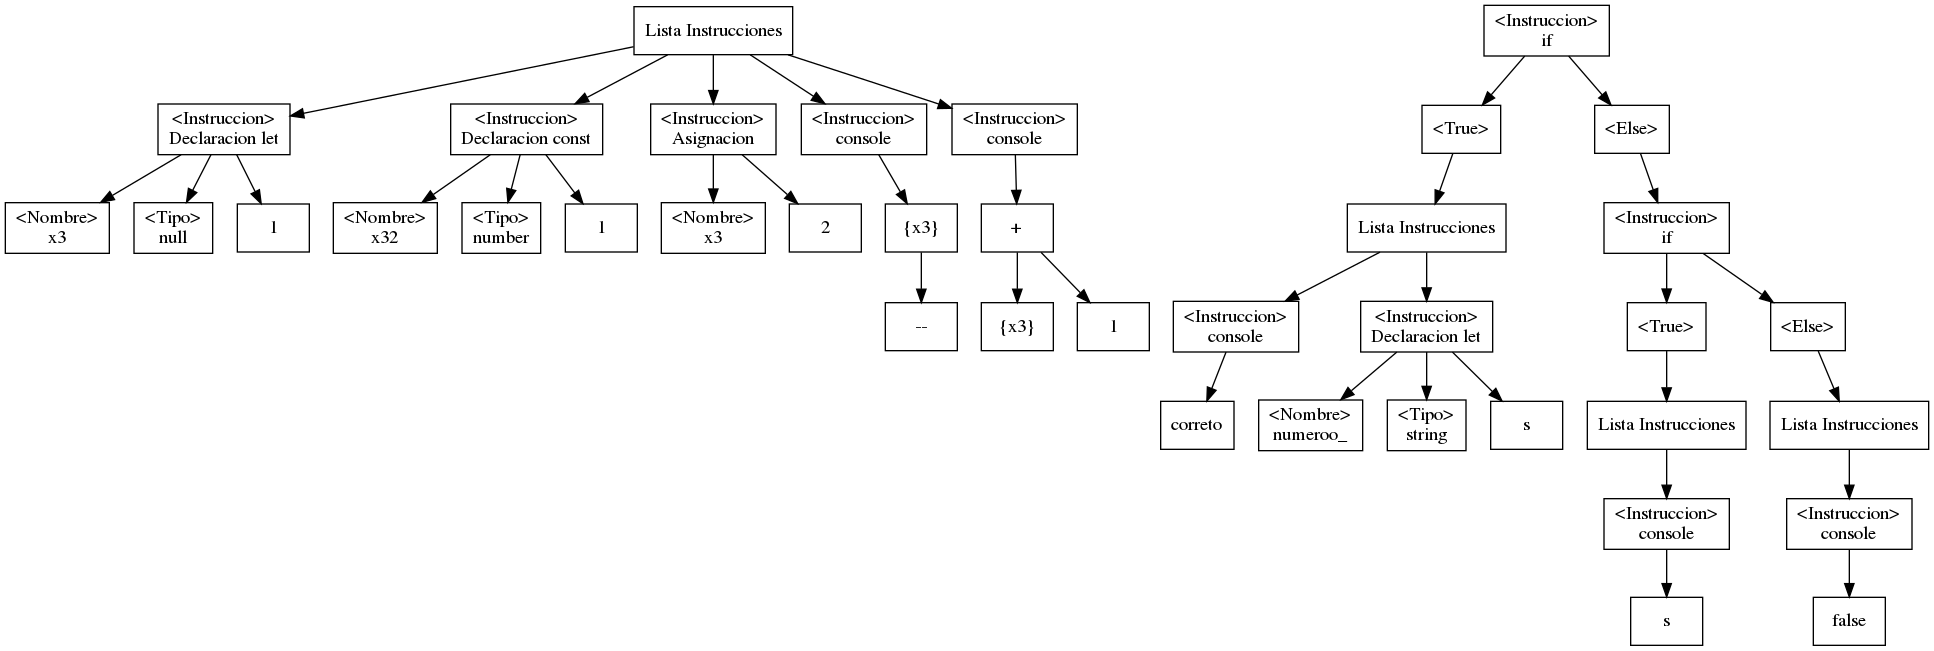 Lista Instrucciones
<Instruccion>
Declaracion let
<Instruccion>
Declaracion const
<Instruccion>
Asignacion
<Instruccion>
console
<Instruccion>
console
<Nombre>
x3
<Tipo>
null
1
<Nombre>
x32
<Tipo>
number
1
<Nombre>
x3
2
{x3}
+
--
{x3}
1
<Instruccion>
if
<True>
<Else>
Lista Instrucciones
<Instruccion>
if
<Instruccion>
console
<Instruccion>
Declaracion let
<True>
<Else>
correto
<Nombre>
numeroo_
<Tipo>
string
s
Lista Instrucciones
Lista Instrucciones
<Instruccion>
console
<Instruccion>
console
s
false